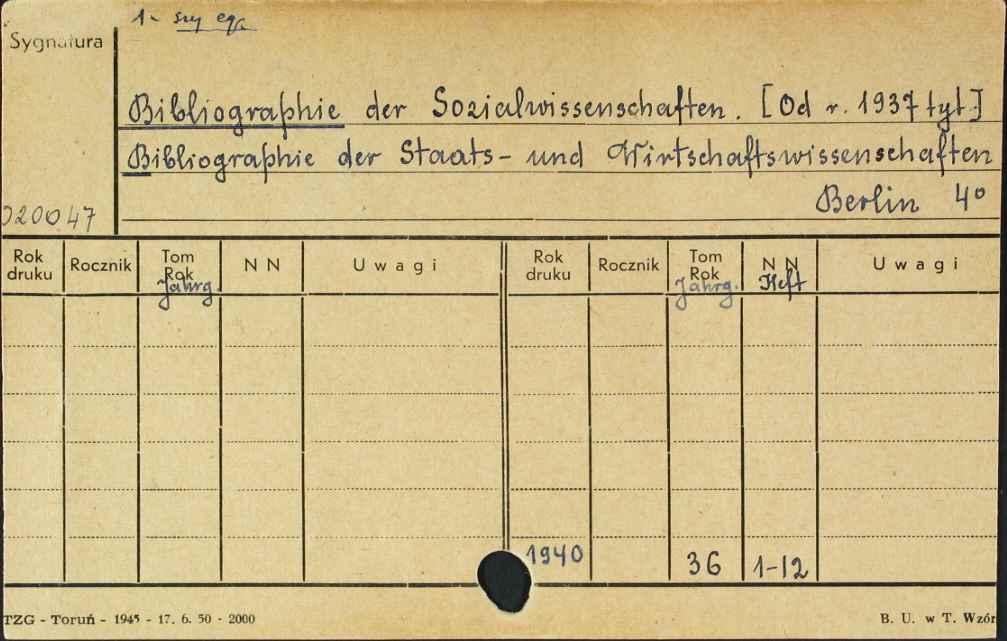 1-szy egz.
Sygnatura
Bibliographie der Sozialwissenschaften. [Od r. 1937 tyt.]
Bibliographie der Staats- und Wirtschaftswissenschaften
Berlin 4°
020047
Rok druku Rocznik Tom Rok Jahrg. N N U w a g i Rok druku Rocznik Tom Rok Jahrg. N N Heft U w a g i
1940 36 1-12
TZG - Toruń - 1945 - 17. 6. 50 - 2000 B. U. w T. Wzór